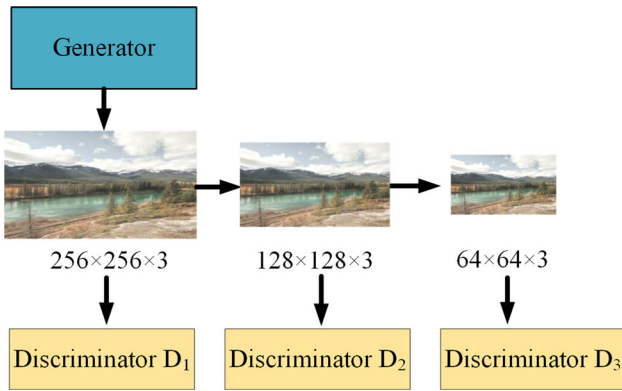 Generator
256×256×3
128×128×3
64×64×3
Discriminator D₁
Discriminator D₂
Discriminator D₃